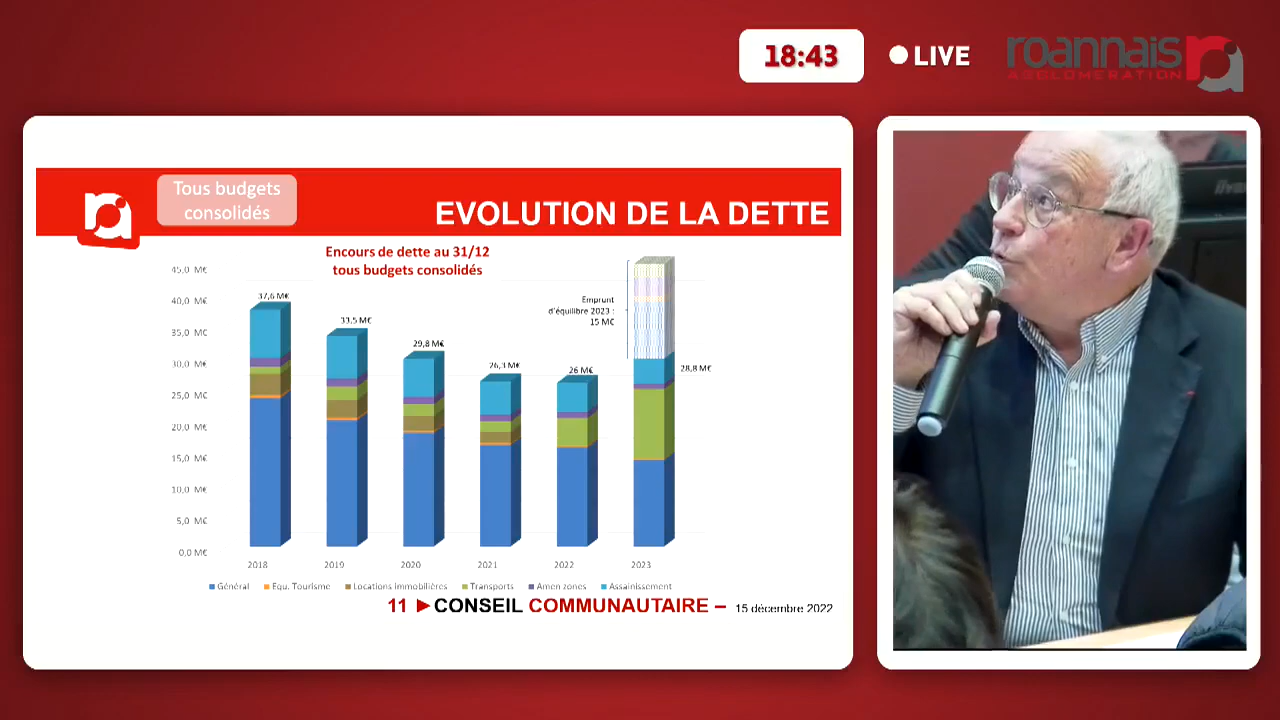 18:43
LIVE
roannais
AGGLOMÉRATION
Tous budgets
consolidés
EVOLUTION DE LA DETTE
Encours de dette au 31/12
tous budgets consolidés
45,0 M€
40,0 M€
35,0 M€
30,0 M€
25,0 M€
20,0 M€
15,0 M€
10,0 M€
5,0 M€
0,0 M€
37,6 M€
33,5 M€
29,8 M€
26,3 M€
26 M€
28,8 M€
Emprunt
d'équilibre 2023 :
15 M€
2018 2019 2020 2021 2022 2023
Général Equ. Tourisme Locations immobilières Transports Amen zones Assainissement
11 ►CONSEIL COMMUNAUTAIRE – 15 décembre 2022